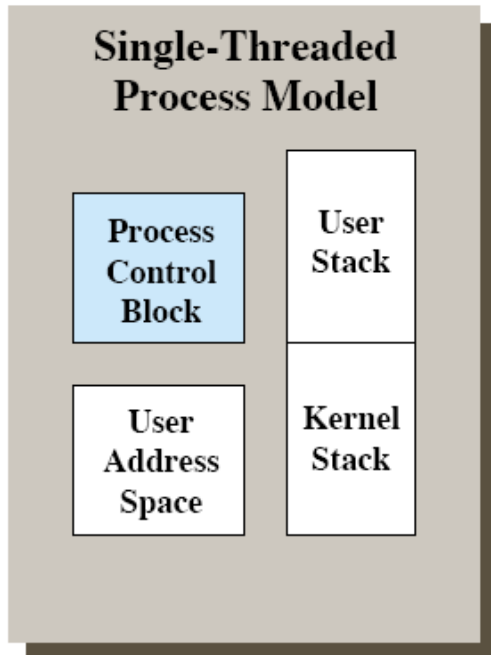 Single-Threaded
Process Model
Process
Control
Block
User
Stack
User
Address
Space
Kernel
Stack